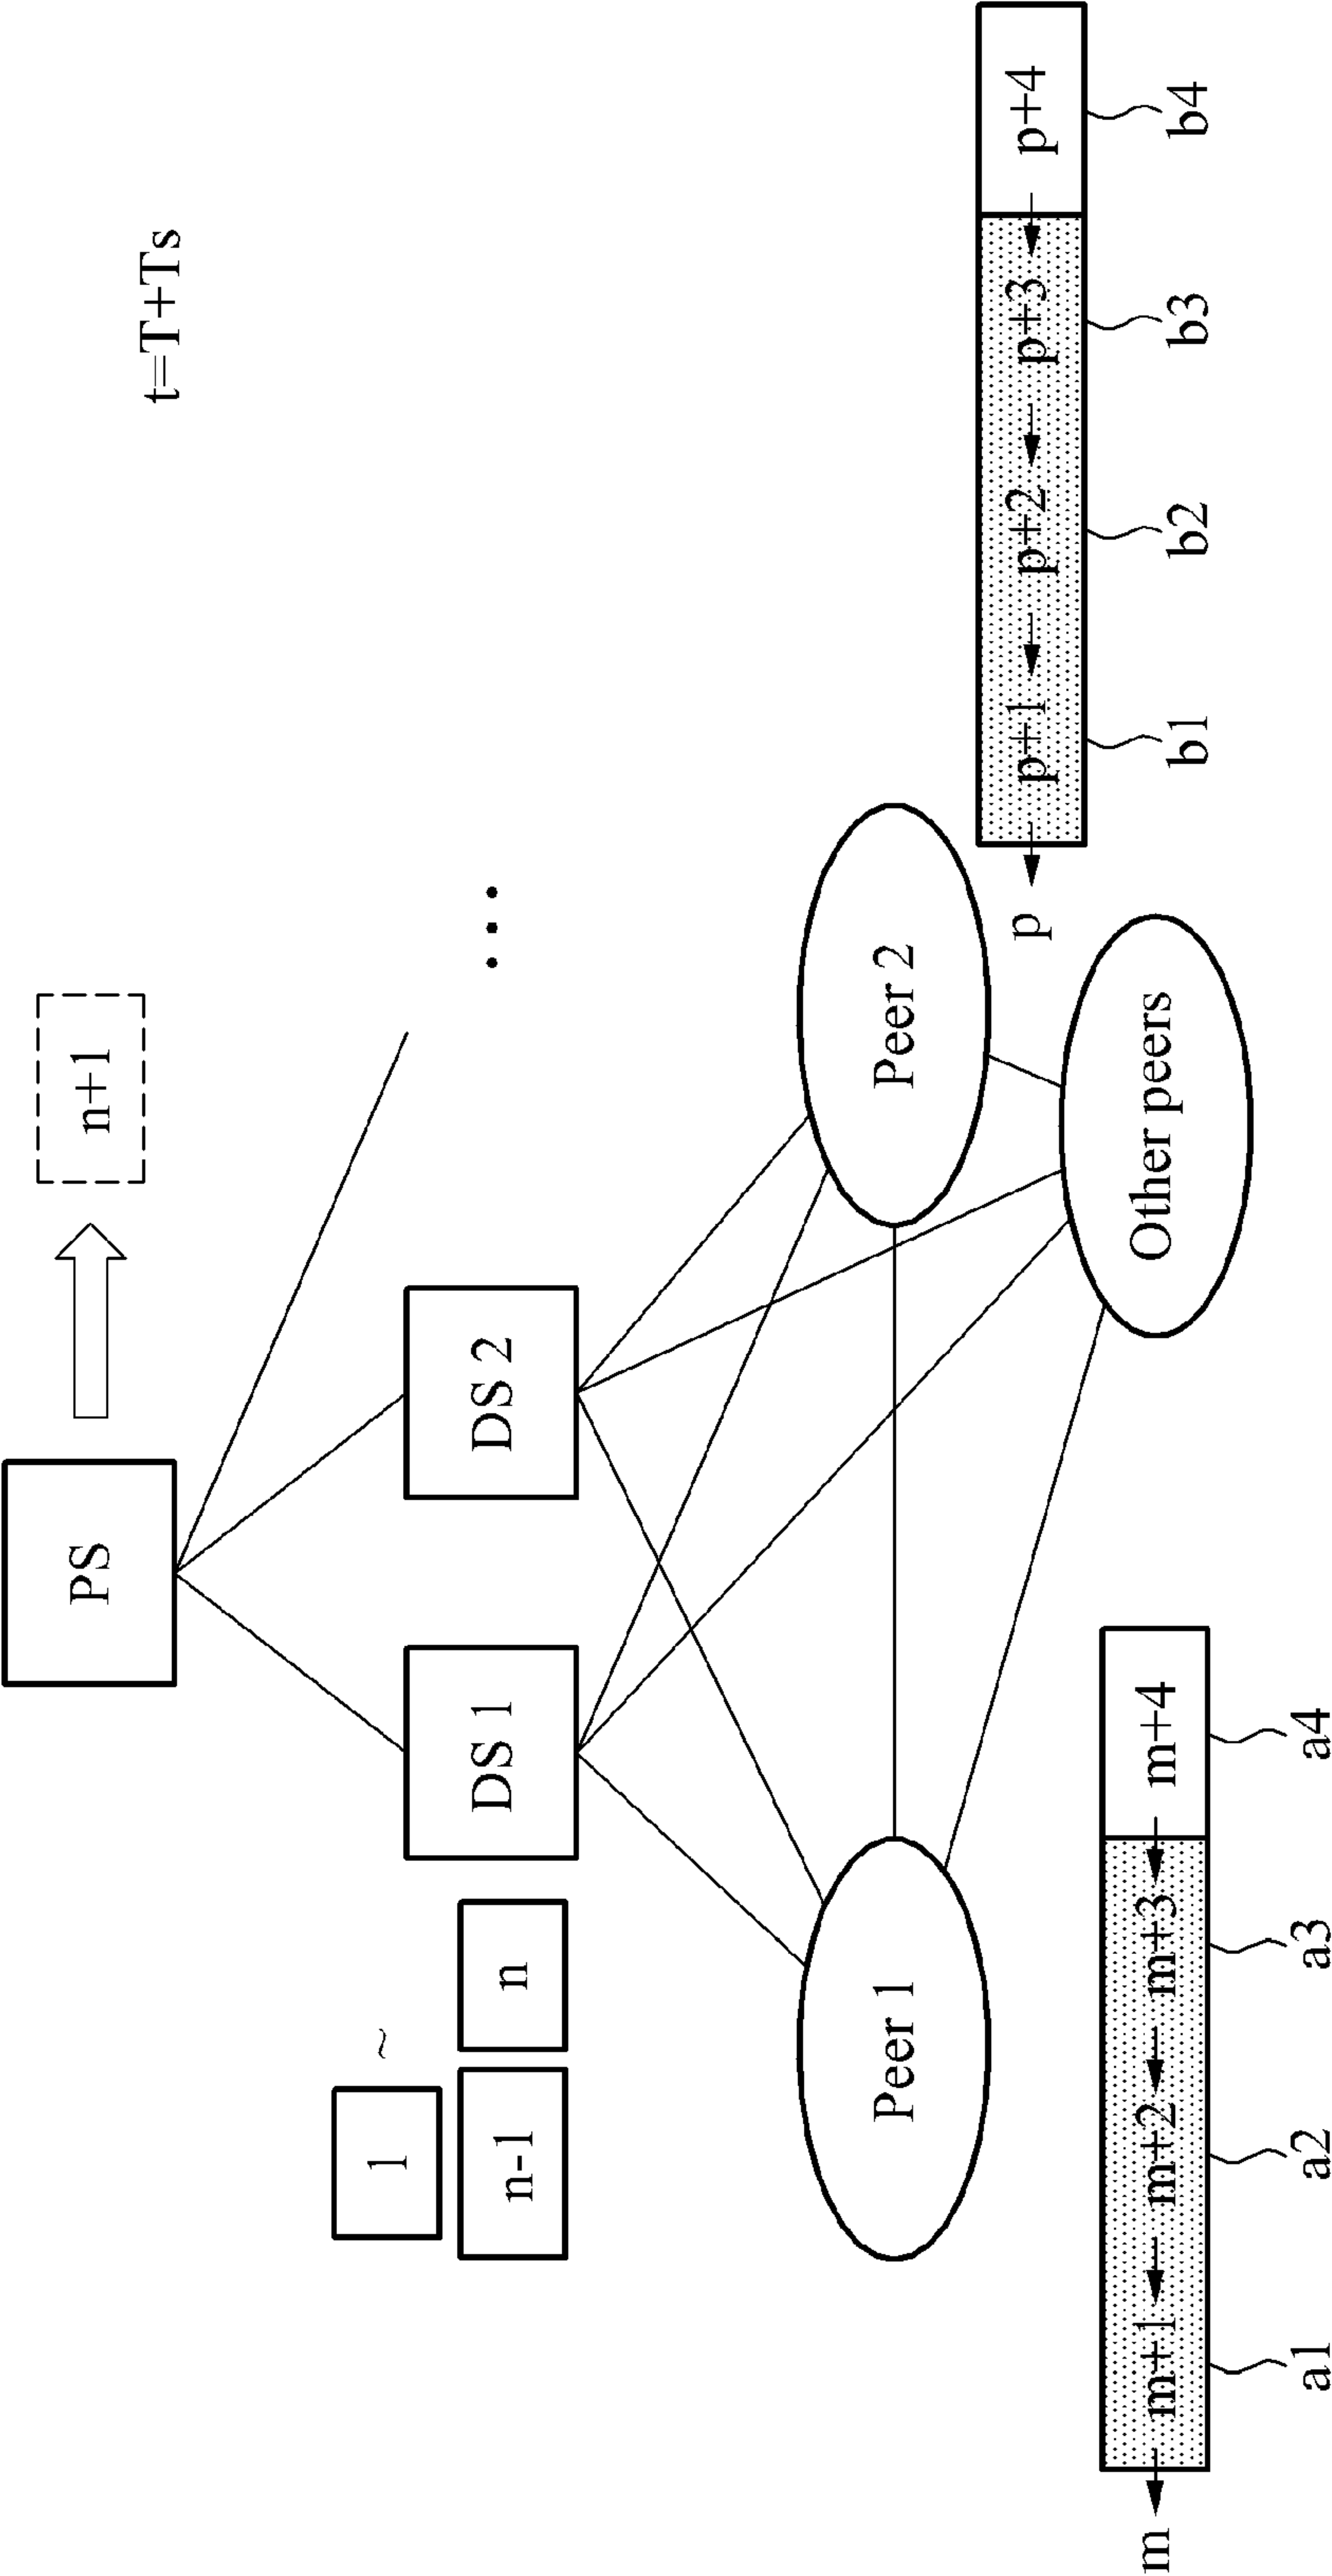 t=T+Ts
PS
n+1
1
~
n-1
n
DS 1
DS 2
...
Peer 1
Peer 2
p
p+1
p+2
p+3
p+4
b1
b2
b3
b4
Other peers
m
m+1
m+2
m+3
m+4
a1
a2
a3
a4